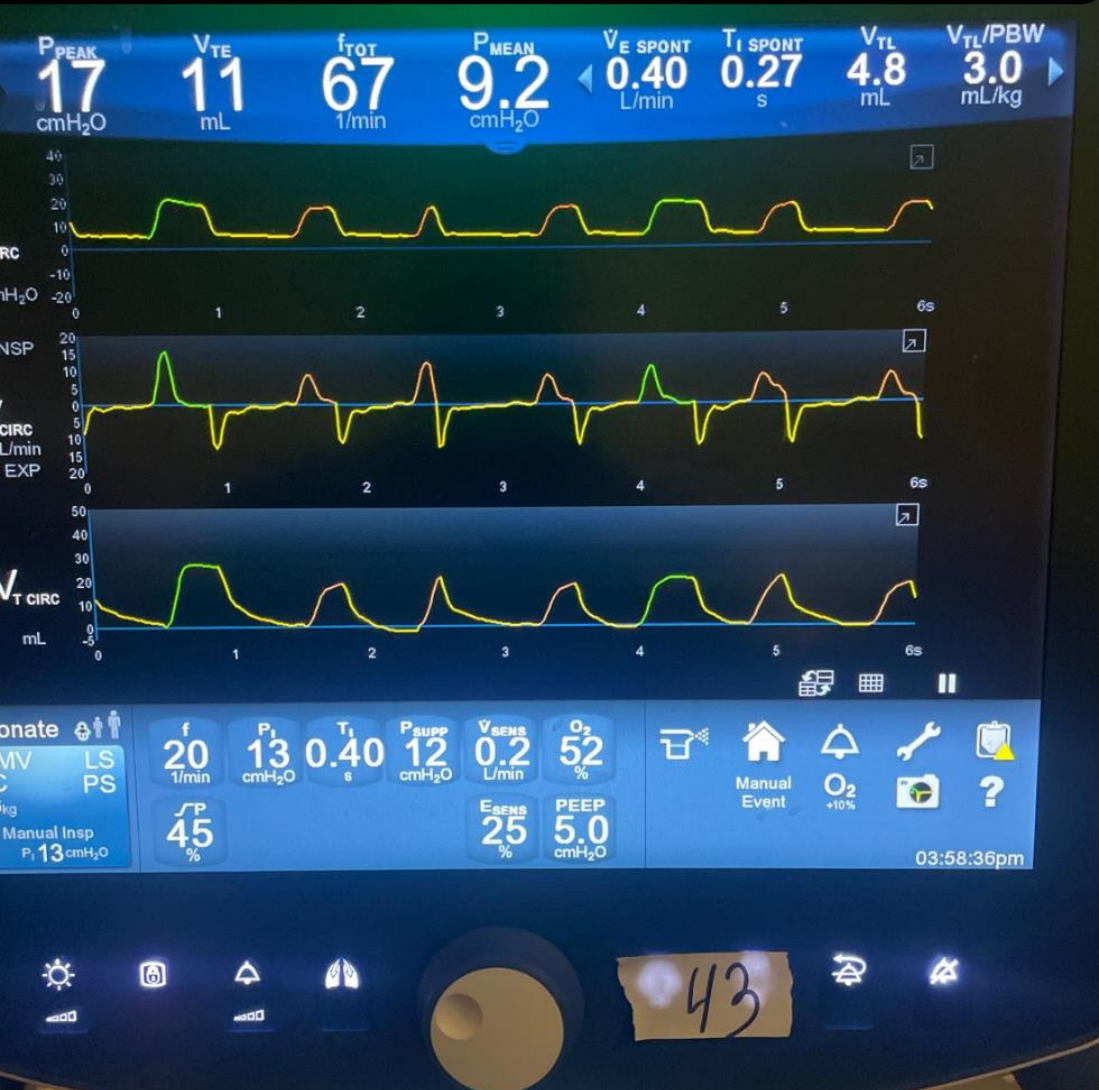 PPEAK 17 cmH2O
VTE 11 mL
fTOT 67 1/min
PMEAN 9.2 cmH2O
V̇E SPONT 0.40 L/min
TI SPONT 0.27 s
VTL 4.8 mL
VTL/PBW 3.0 mL/kg
40
30
20
10
RC 0
-10
mH2O -20
0 1 2 3 4 5 6s
20
NSP 15
10
5
0
CIRC 5
L/min 10
15
EXP 20
0 1 2 3 4 5 6s
50
40
30
20
VT CIRC 10
0
mL -5
0 1 2 3 4 5 6s
onate
MV LS
C PS
kg
Manual Insp
PI 13 cmH2O
f 20 1/min
PI 13 cmH2O
TI 0.40 s
PSUPP 12 cmH2O
V̇SENS 0.2 L/min
O2 52 %
P 45 %
ESENS 25 %
PEEP 5.0 cmH2O
Manual Event
O2 +10%
?
03:58:36pm
43